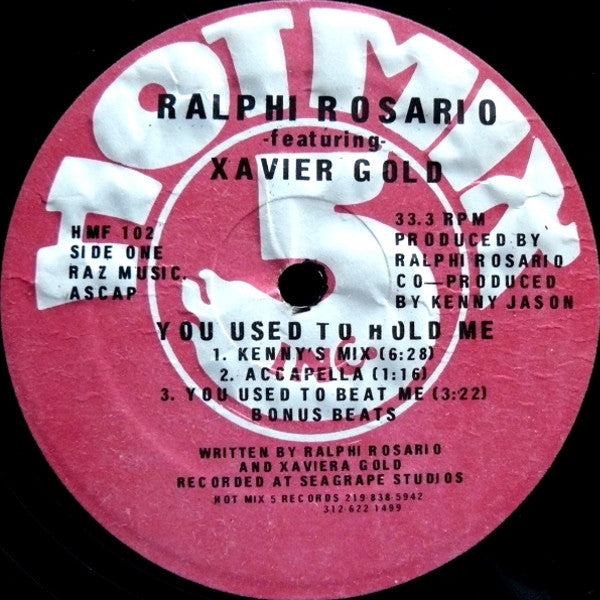 HOT MIX
5
INC
RALPHI ROSARIO
-featuring-
XAVIER GOLD
HMF 102
SIDE ONE
RAZ MUSIC.
ASCAP
33.3 RPM
PRODUCED BY
RALPHI ROSARIO
CO-PRODUCED
BY KENNY JASON
YOU USED TO HOLD ME
1. KENNY'S MIX (6:28)
2. ACCAPELLA (1:16)
3. YOU USED TO BEAT ME (3:22)
BONUS BEATS
WRITTEN BY RALPHI ROSARIO
AND XAVIERA GOLD
RECORDED AT SEAGRAPE STUDIOS
HOT MIX 5 RECORDS 219 838 5942
312 622 1499